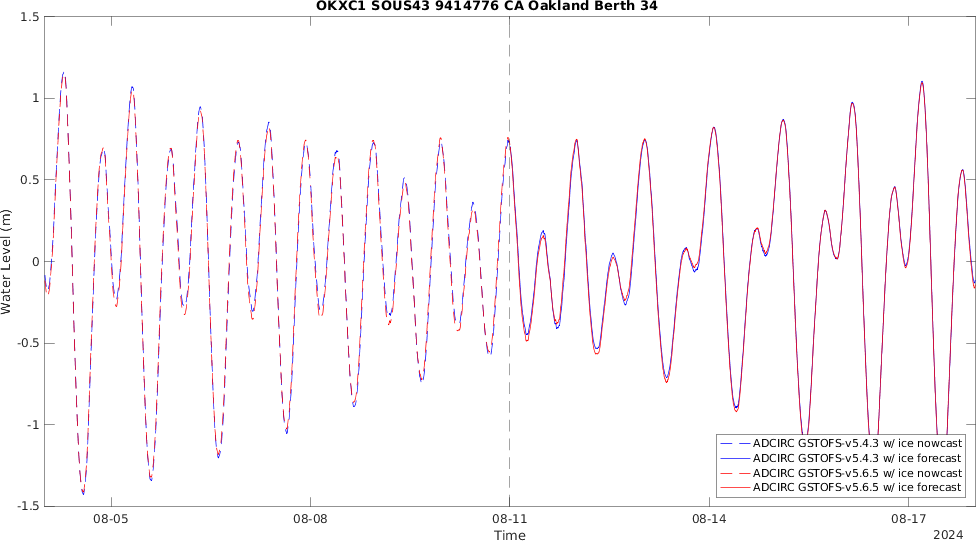 OKXC1 SOUS43 9414776 CA Oakland Berth 34
1.5
1
0.5
0
-0.5
-1
-1.5
Water Level (m)
ADCIRC GSTOFS-v5.4.3 w/ ice nowcast
ADCIRC GSTOFS-v5.4.3 w/ ice forecast
ADCIRC GSTOFS-v5.6.5 w/ ice nowcast
ADCIRC GSTOFS-v5.6.5 w/ ice forecast
08-05 08-08 08-11 08-14 08-17
Time
2024